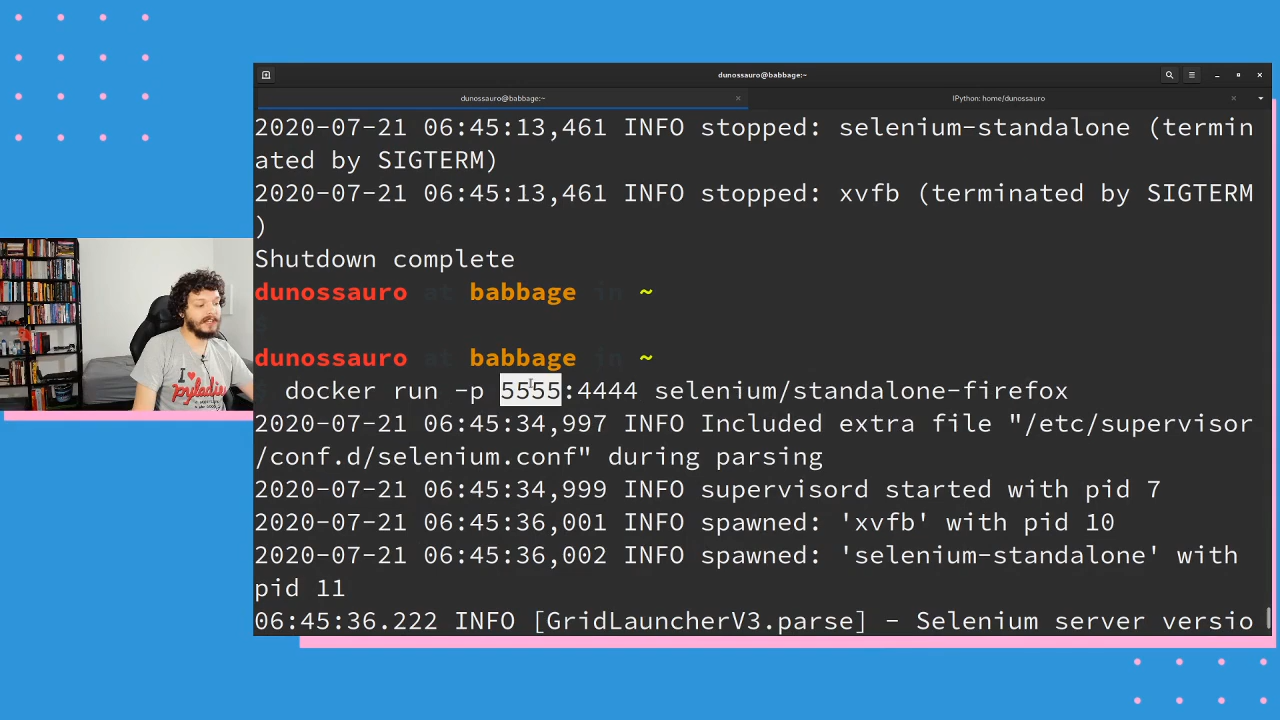 dunossauro@babbage:~
dunossauro@babbage:~
IPython: home/dunossauro
2020-07-21 06:45:13,461 INFO stopped: selenium-standalone (termin
ated by SIGTERM)
2020-07-21 06:45:13,461 INFO stopped: xvfb (terminated by SIGTERM
)
Shutdown complete
dunossauro at babbage in ~
$
dunossauro at babbage in ~
$ docker run -p 5555:4444 selenium/standalone-firefox
2020-07-21 06:45:34,997 INFO Included extra file "/etc/supervisor
/conf.d/selenium.conf" during parsing
2020-07-21 06:45:34,999 INFO supervisord started with pid 7
2020-07-21 06:45:36,001 INFO spawned: 'xvfb' with pid 10
2020-07-21 06:45:36,002 INFO spawned: 'selenium-standalone' with
pid 11
06:45:36.222 INFO [GridLauncherV3.parse] - Selenium server versio
I
pyladies